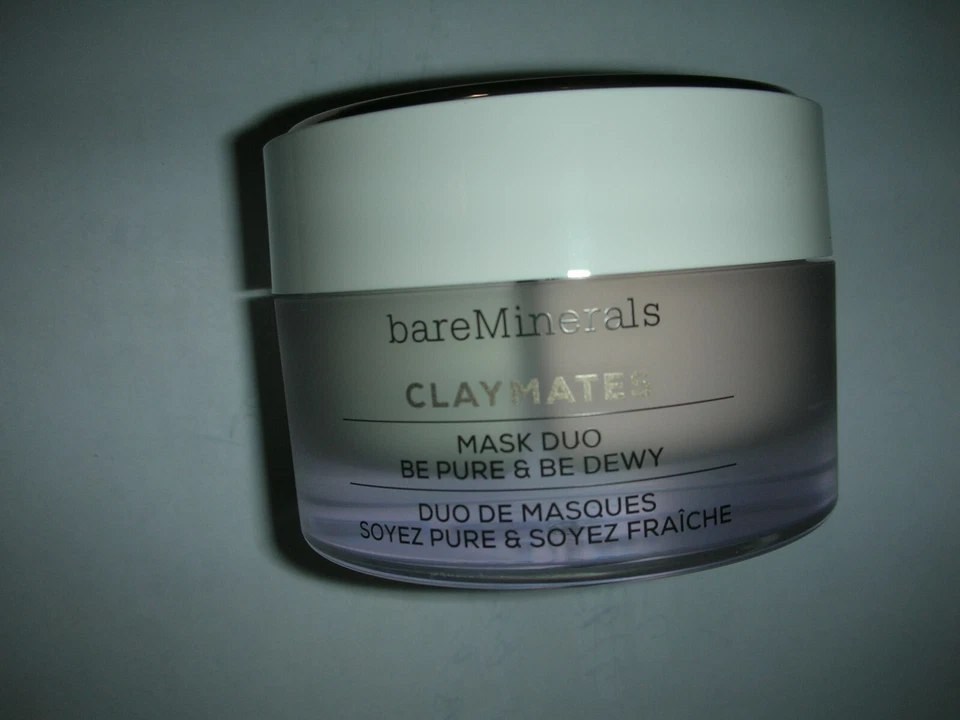 bareMinerals
CLAYMATES
MASK DUO
BE PURE & BE DEWY
DUO DE MASQUES
SOYEZ PURE & SOYEZ FRAÎCHE